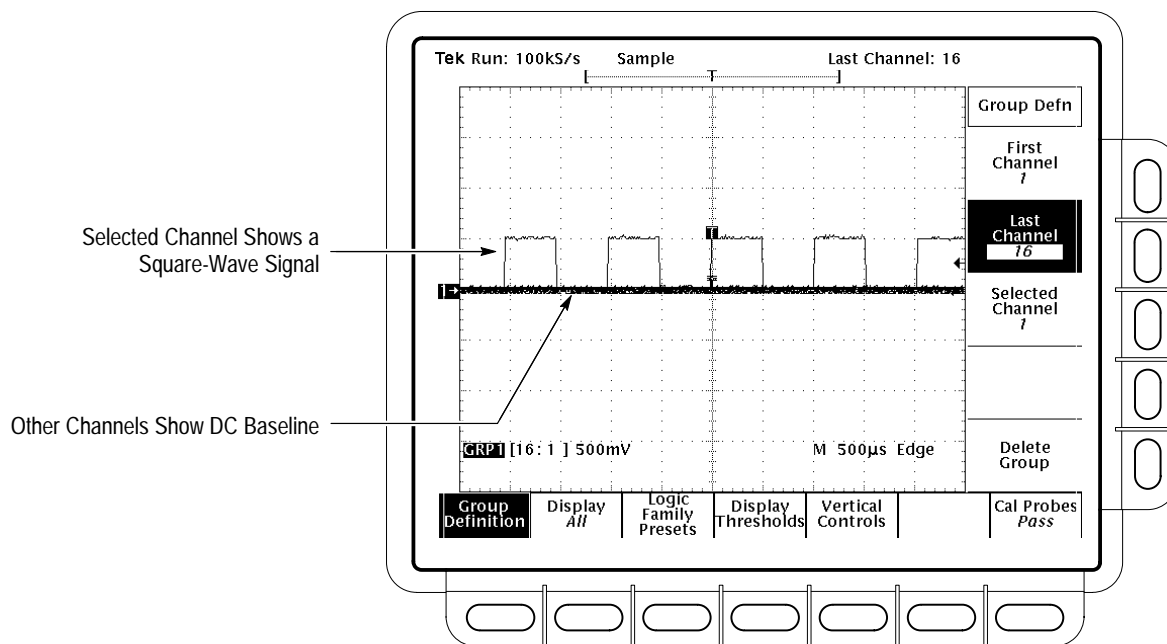 Tek Run: 100kS/s Sample Last Channel: 16
[ T ]
Group Defn
First
Channel
1
Last
Channel
16
Selected
Channel
1
Delete
Group
Selected Channel Shows a
Square-Wave Signal
T
1
Other Channels Show DC Baseline
GRP1 [16: 1 ] 500mV M 500µs Edge
Group
Definition
Display
All
Logic
Family
Presets
Display
Thresholds
Vertical
Controls
Cal Probes
Pass